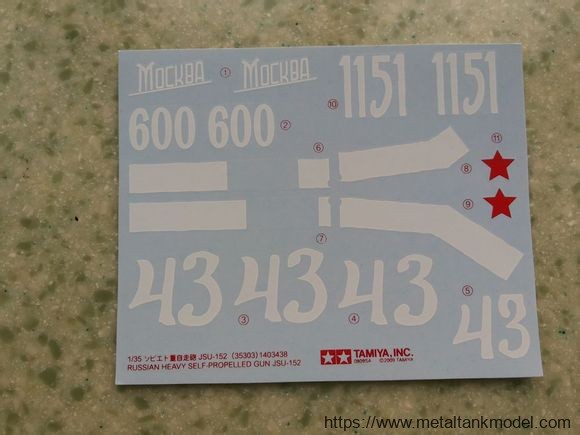 МОСКВА ① МОСКВА
⑩ 1151 1151
600 600 ②
⑥ ⑪
⑧
⑨
⑦
43 43 43 ⑤
③ ④ 43
1/35 ソビエト重自走砲 JSU-152 (35303) 1403438
RUSSIAN HEAVY SELF-PROPELLED GUN JSU-152
TAMIYA, INC.
©2009 TAMIYA
https://www.metaltankmodel.com